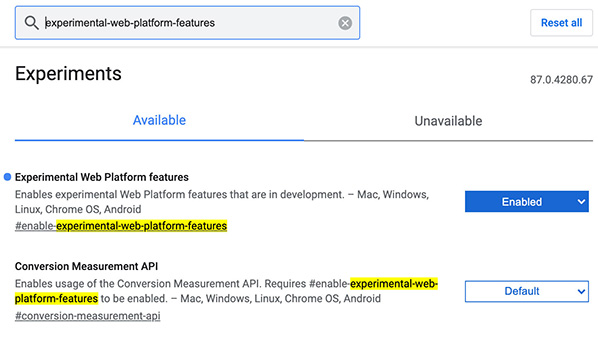 experimental-web-platform-features
Reset all
Experiments
87.0.4280.67
Available
Unavailable
Experimental Web Platform features
Enables experimental Web Platform features that are in development. – Mac, Windows,
Linux, Chrome OS, Android
#enable-experimental-web-platform-features
Enabled
Conversion Measurement API
Enables usage of the Conversion Measurement API. Requires #enable-experimental-web-
platform-features to be enabled. – Mac, Windows, Linux, Chrome OS, Android
#conversion-measurement-api
Default